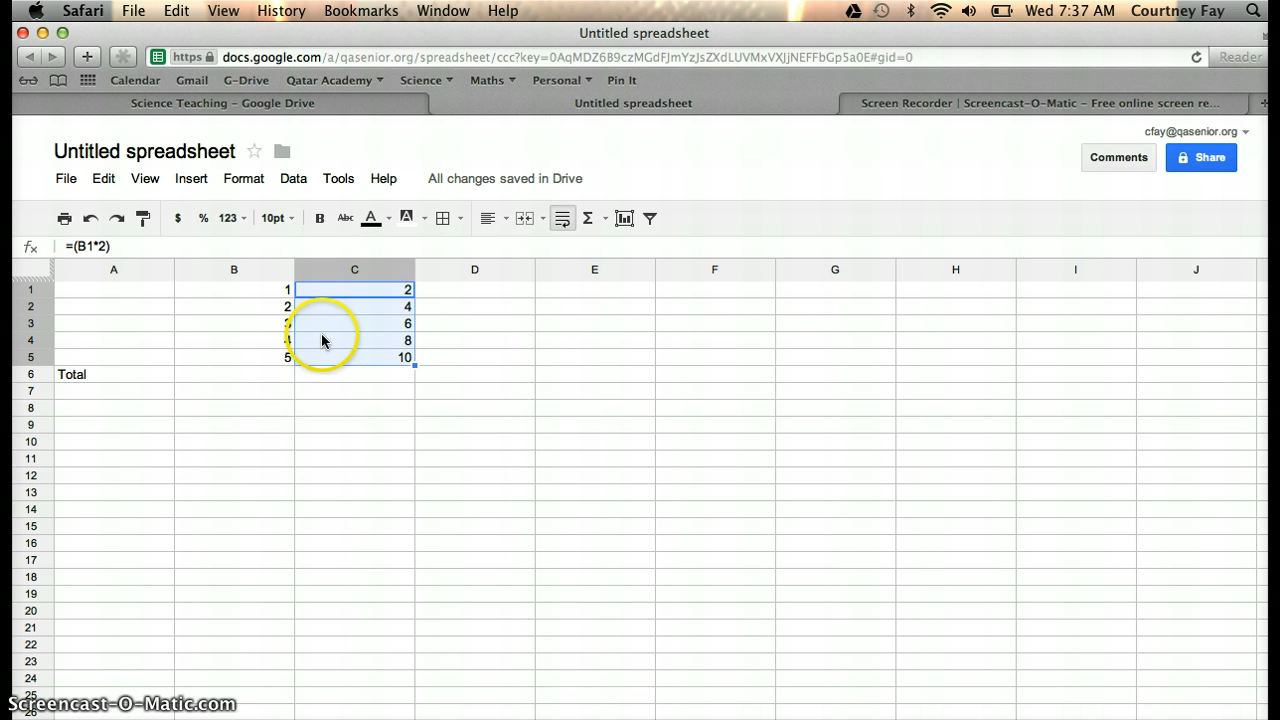 Safari File Edit View History Bookmarks Window Help Wed 7:37 AM Courtney Fay
Untitled spreadsheet
https docs.google.com/a/qasenior.org/spreadsheet/ccc?key=0AqMDZ6B9czMGdFJmYzJsZXdLUVMxVXJjNEFFbGp5a0E#gid=0 Reader
Calendar Gmail G-Drive Qatar Academy Science Maths Personal Pin It
Science Teaching – Google Drive Untitled spreadsheet Screen Recorder | Screencast-O-Matic – Free online screen re...
cfay@qasenior.org
Untitled spreadsheet Comments Share
File Edit View Insert Format Data Tools Help All changes saved in Drive
$ % 123 10pt B Abc A A Σ
fx =(B1*2)
A B C D E F G H I J
1 1 2
2 2 4
3 3 6
4 4 8
5 5 10
6 Total
7
8
9
10
11
12
13
14
15
16
17
18
19
20
21
22
23
24
25
26
Screencast-O-Matic.com